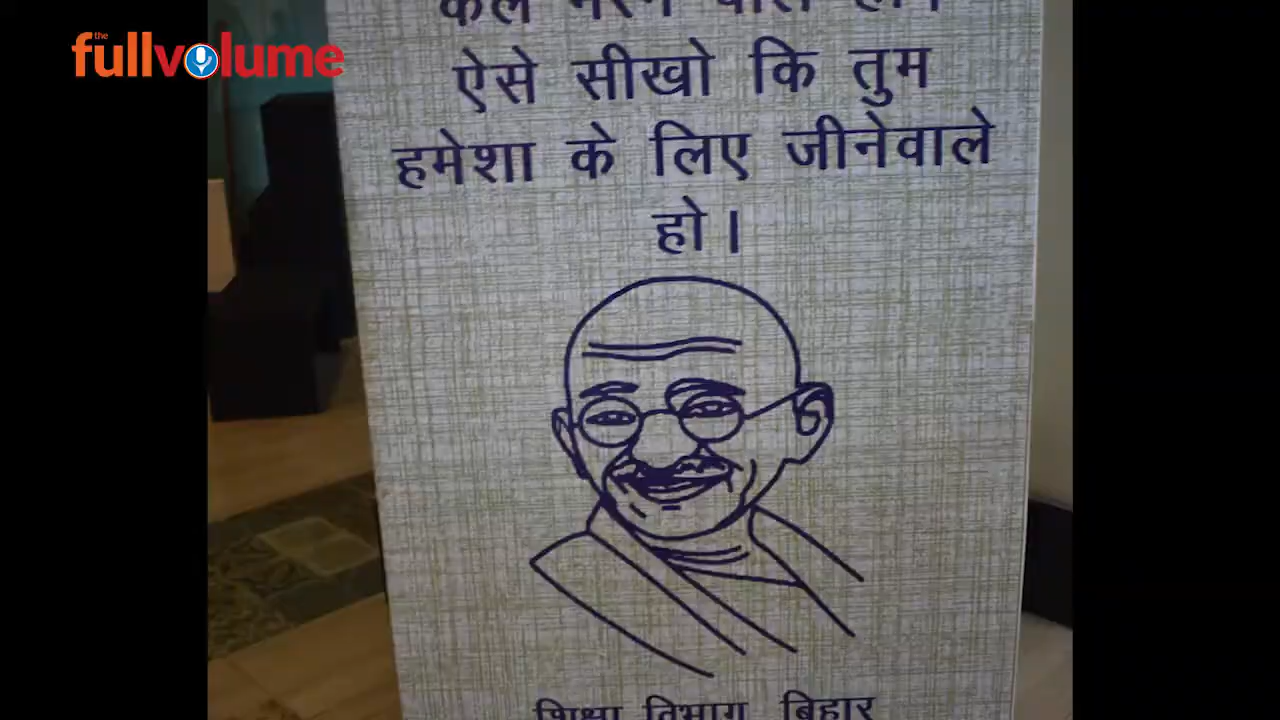 the
fullvolume
ऐसे सीखो कि तुम
हमेशा के लिए जीनेवाले
हो।
शिक्षा विभाग, बिहार